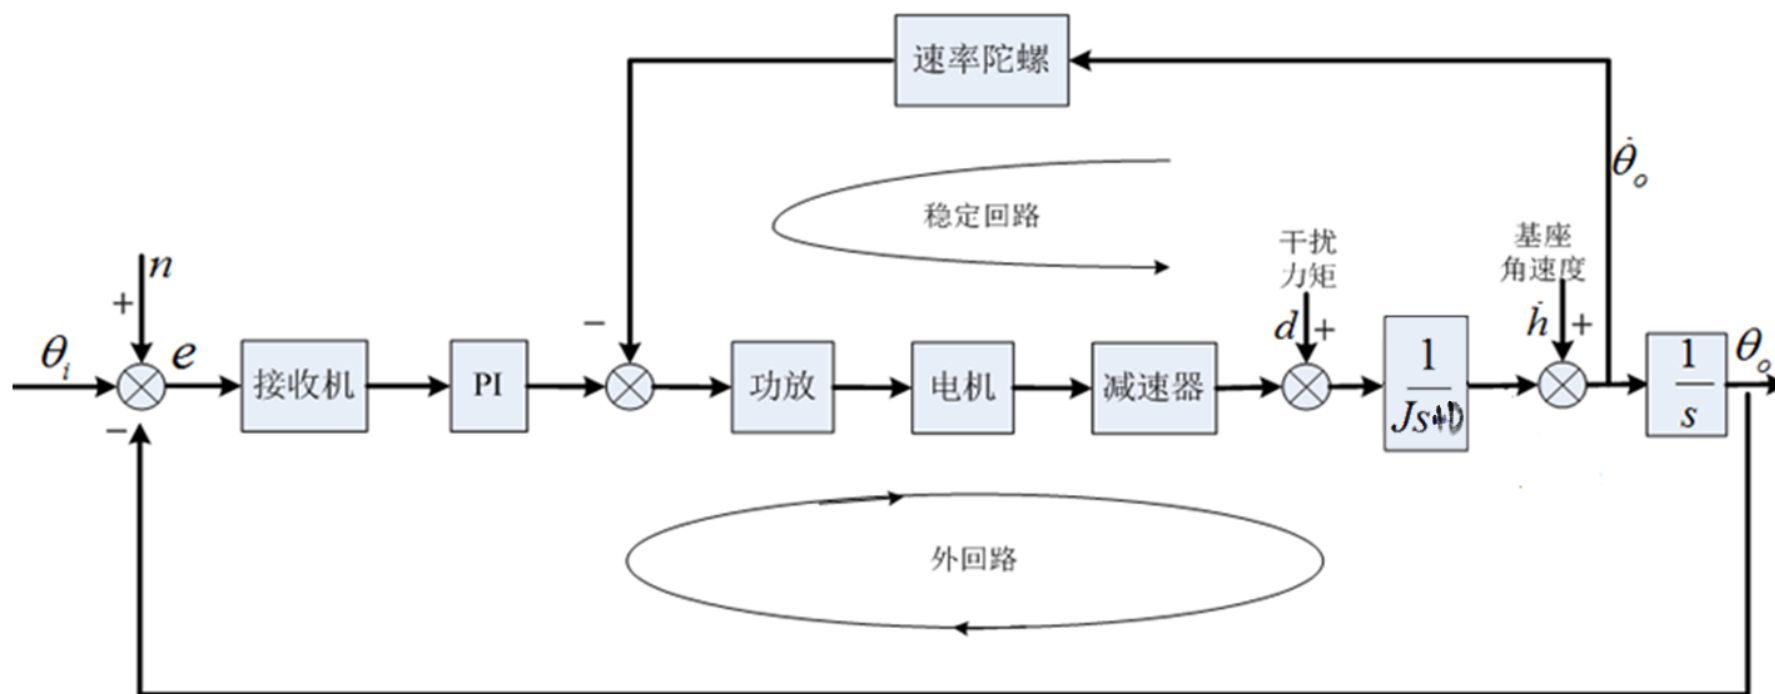 速率陀螺
θ̇ₒ
稳定回路
干扰
力矩
基座
角速度
n
+
d
+
ḣ
+
θᵢ
e
接收机
PI
−
功放
电机
减速器
1
Js+D
1
s
θₒ
−
外回路